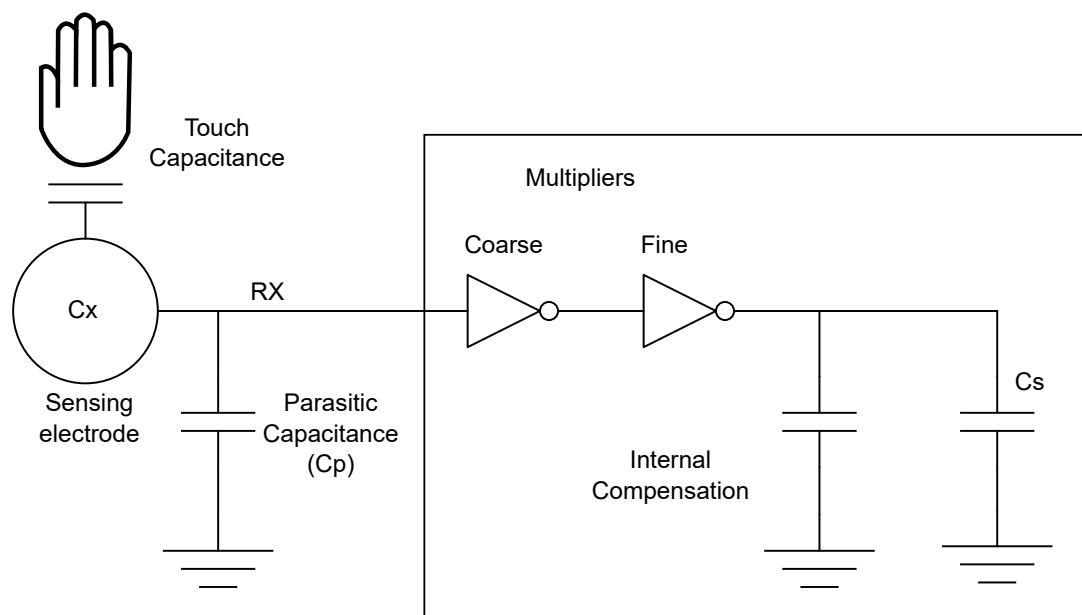 Touch
Capacitance
Multipliers
Coarse
Fine
RX
Cx
Cs
Sensing
electrode
Parasitic
Capacitance
(Cp)
Internal
Compensation